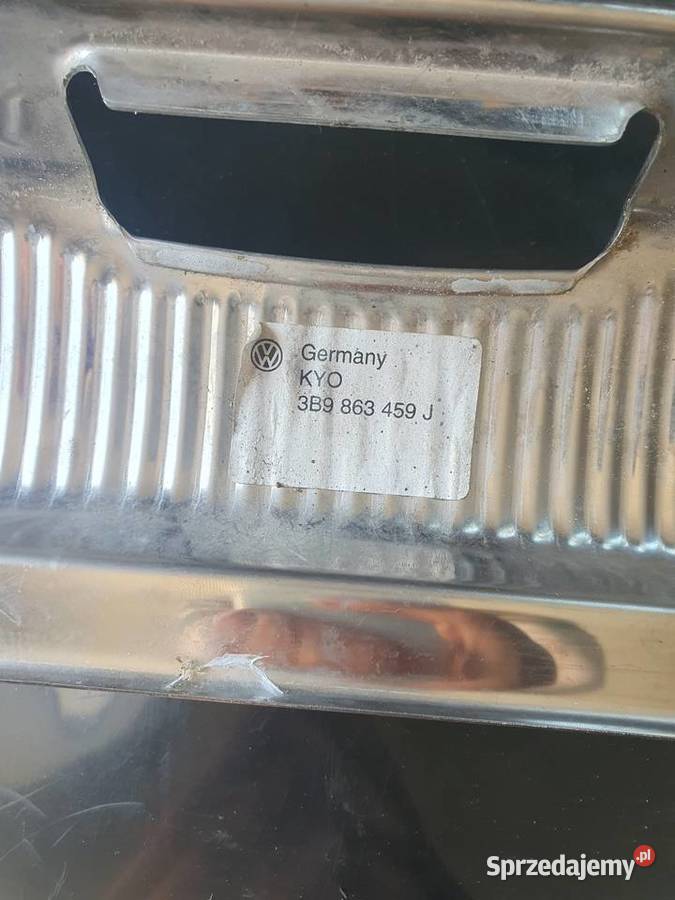 Germany
KYO
3B9 863 459 J
Sprzedajemy.pl